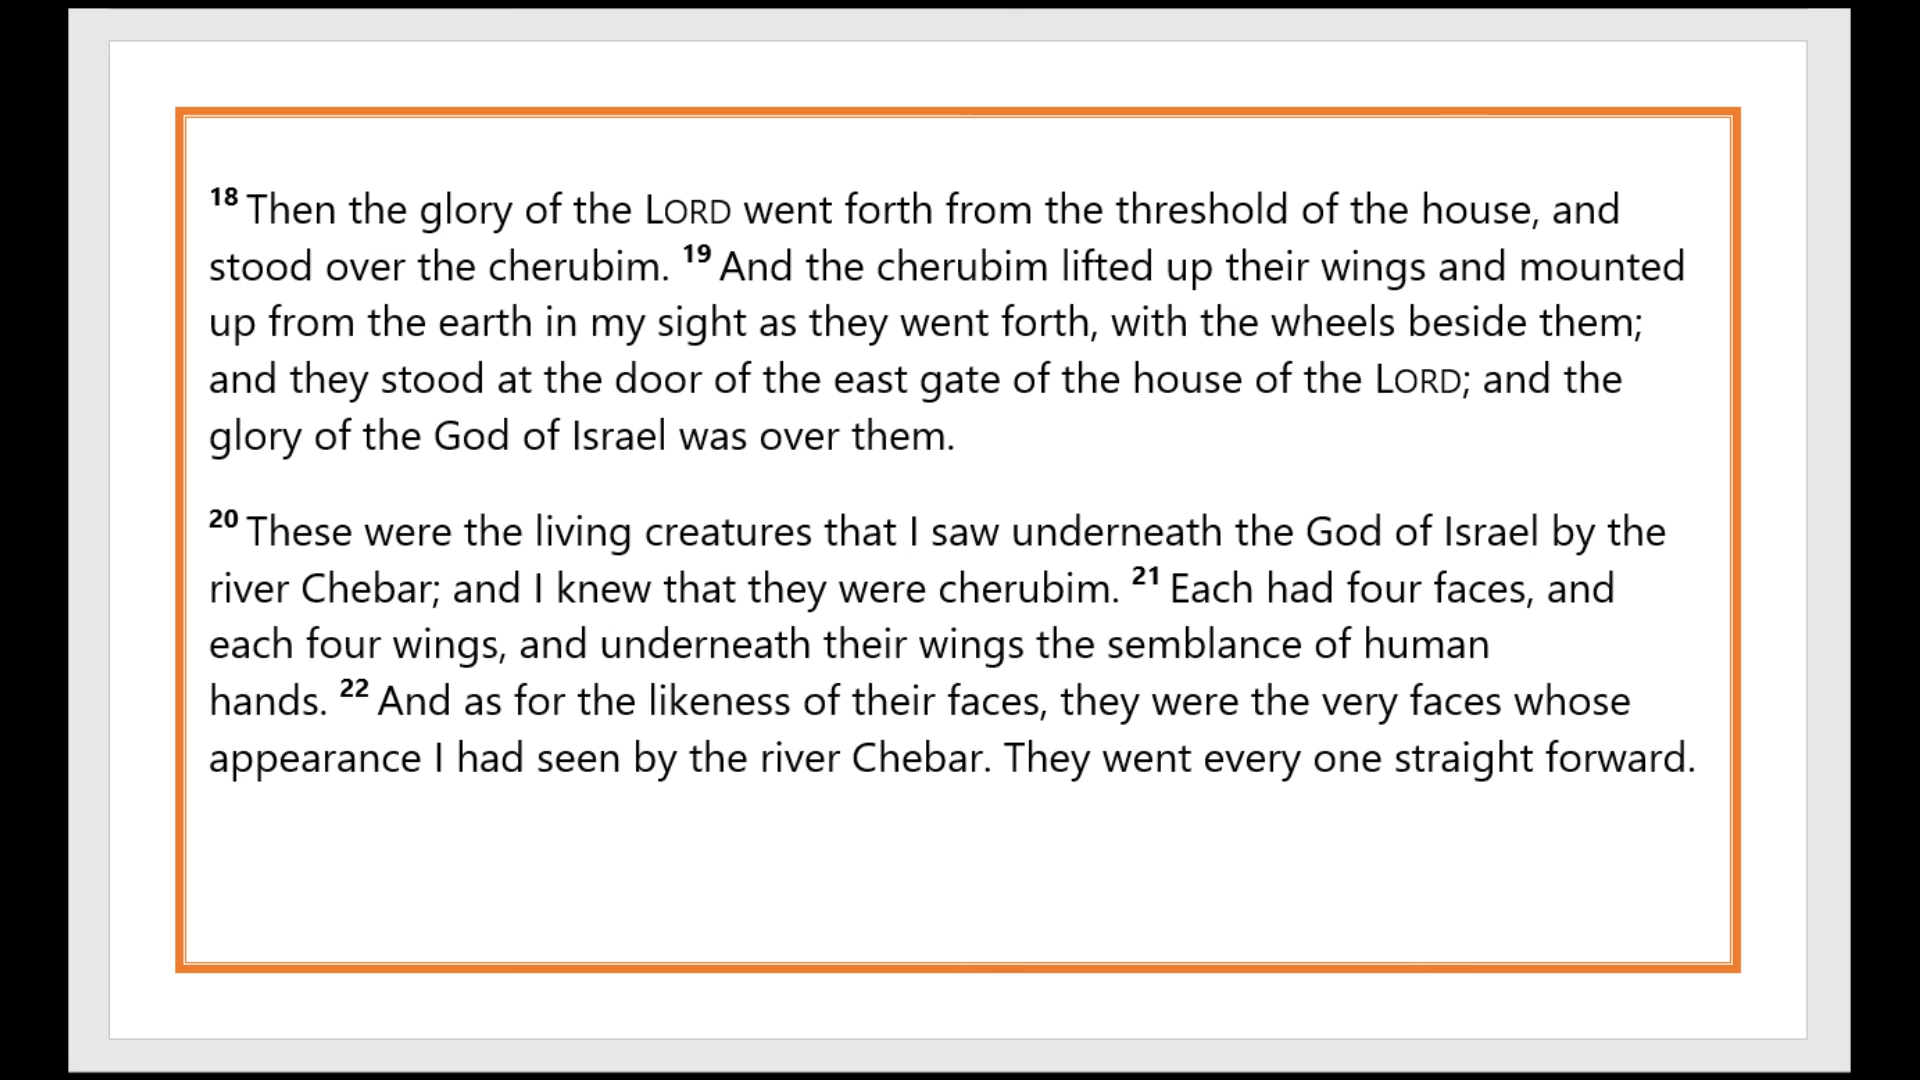 18 Then the glory of the LORD went forth from the threshold of the house, and
stood over the cherubim. 19 And the cherubim lifted up their wings and mounted
up from the earth in my sight as they went forth, with the wheels beside them;
and they stood at the door of the east gate of the house of the LORD; and the
glory of the God of Israel was over them.
20 These were the living creatures that I saw underneath the God of Israel by the
river Chebar; and I knew that they were cherubim. 21 Each had four faces, and
each four wings, and underneath their wings the semblance of human
hands. 22 And as for the likeness of their faces, they were the very faces whose
appearance I had seen by the river Chebar. They went every one straight forward.